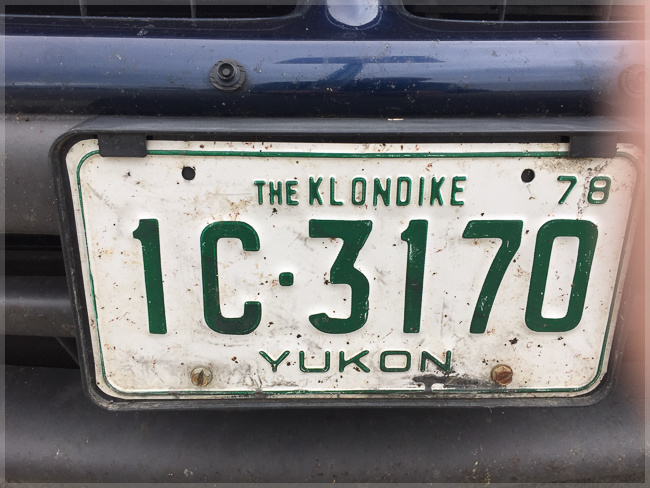 THE KLONDIKE 78
1C·3170
YUKON